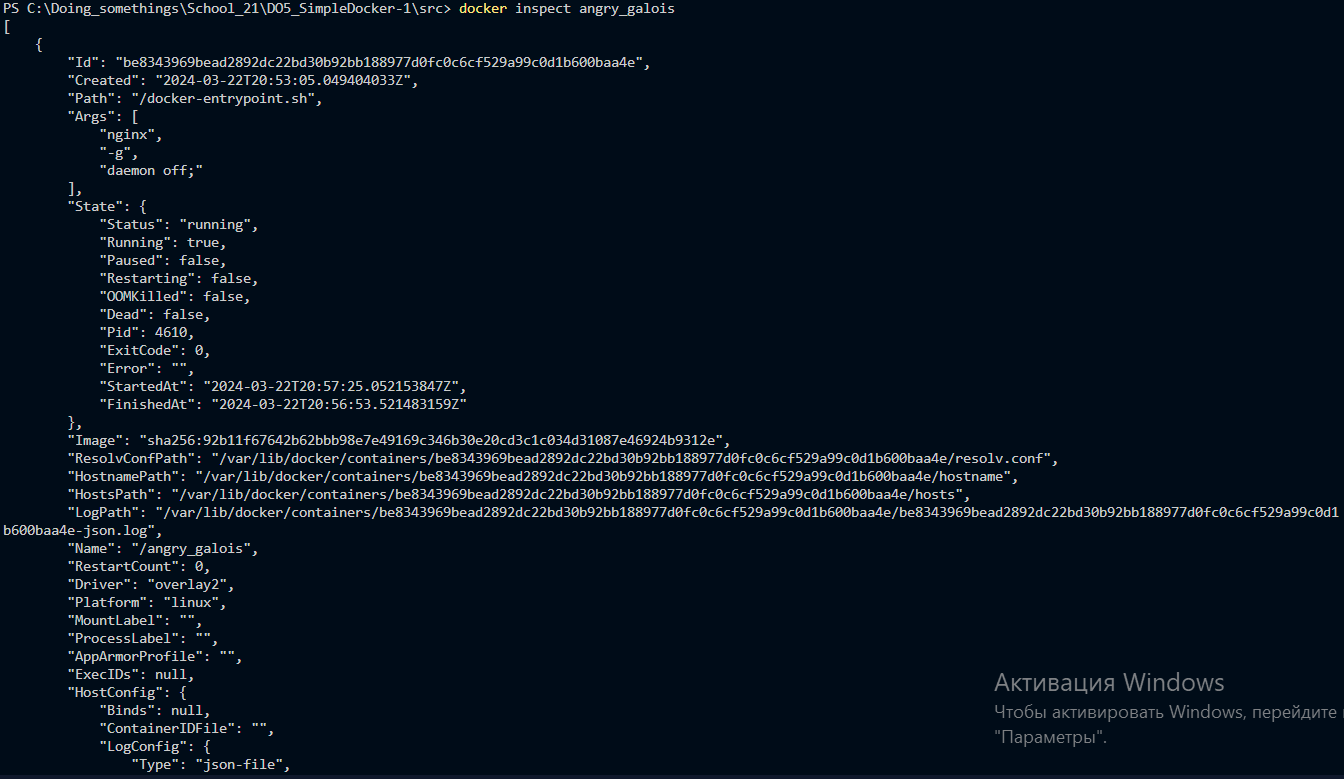 PS C:\Doing_somethings\School_21\DO5_SimpleDocker-1\src> docker inspect angry_galois
[
    {
        "Id": "be8343969bead2892dc22bd30b92bb188977d0fc0c6cf529a99c0d1b600baa4e",
        "Created": "2024-03-22T20:53:05.049404033Z",
        "Path": "/docker-entrypoint.sh",
        "Args": [
            "nginx",
            "-g",
            "daemon off;"
        ],
        "State": {
            "Status": "running",
            "Running": true,
            "Paused": false,
            "Restarting": false,
            "OOMKilled": false,
            "Dead": false,
            "Pid": 4610,
            "ExitCode": 0,
            "Error": "",
            "StartedAt": "2024-03-22T20:57:25.052153847Z",
            "FinishedAt": "2024-03-22T20:56:53.521483159Z"
        },
        "Image": "sha256:92b11f67642b62bbb98e7e49169c346b30e20cd3c1c034d31087e46924b9312e",
        "ResolvConfPath": "/var/lib/docker/containers/be8343969bead2892dc22bd30b92bb188977d0fc0c6cf529a99c0d1b600baa4e/resolv.conf",
        "HostnamePath": "/var/lib/docker/containers/be8343969bead2892dc22bd30b92bb188977d0fc0c6cf529a99c0d1b600baa4e/hostname",
        "HostsPath": "/var/lib/docker/containers/be8343969bead2892dc22bd30b92bb188977d0fc0c6cf529a99c0d1b600baa4e/hosts",
        "LogPath": "/var/lib/docker/containers/be8343969bead2892dc22bd30b92bb188977d0fc0c6cf529a99c0d1b600baa4e/be8343969bead2892dc22bd30b92bb188977d0fc0c6cf529a99c0d1
b600baa4e-json.log",
        "Name": "/angry_galois",
        "RestartCount": 0,
        "Driver": "overlay2",
        "Platform": "linux",
        "MountLabel": "",
        "ProcessLabel": "",
        "AppArmorProfile": "",
        "ExecIDs": null,
        "HostConfig": {
            "Binds": null,
            "ContainerIDFile": "",
            "LogConfig": {
                "Type": "json-file",
Активация Windows
Чтобы активировать Windows, перейдите
"Параметры".